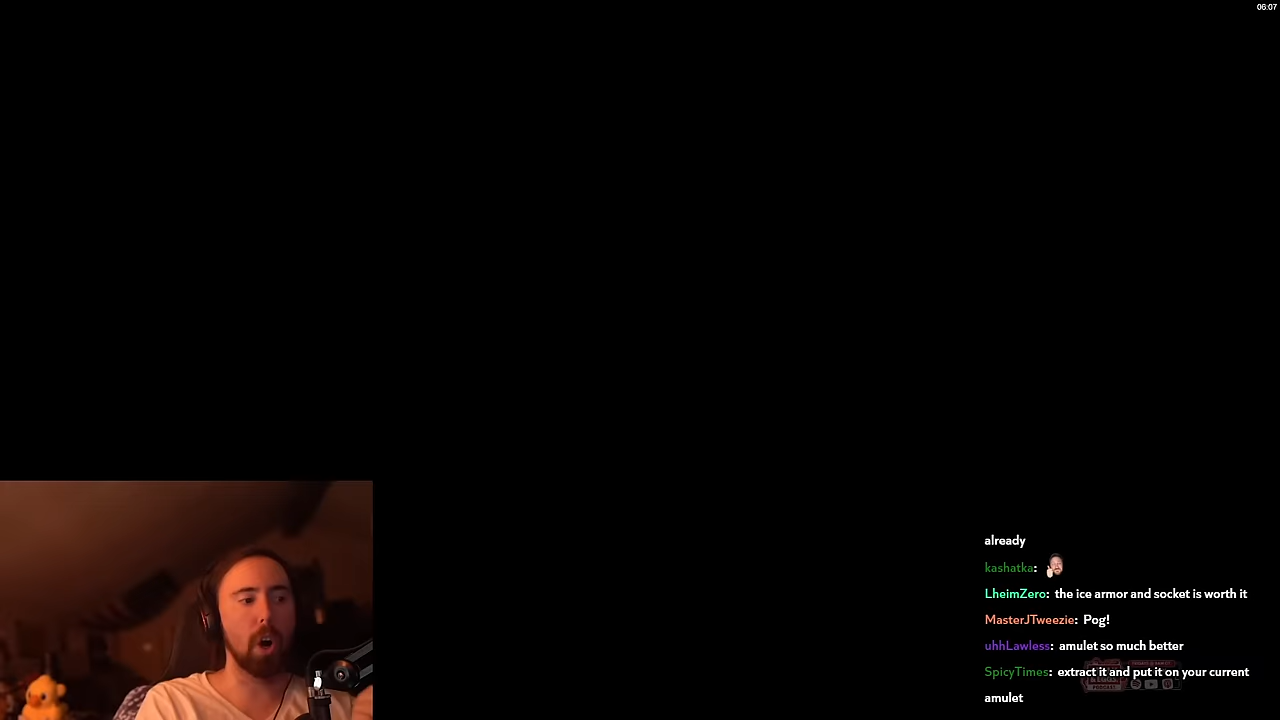 06:07
already
kashatka:
LheimZero: the ice armor and socket is worth it
MasterJTweezie: Pog!
uhhLawless: amulet so much better
SpicyTimes: extract it and put it on your current
amulet
PODCAST